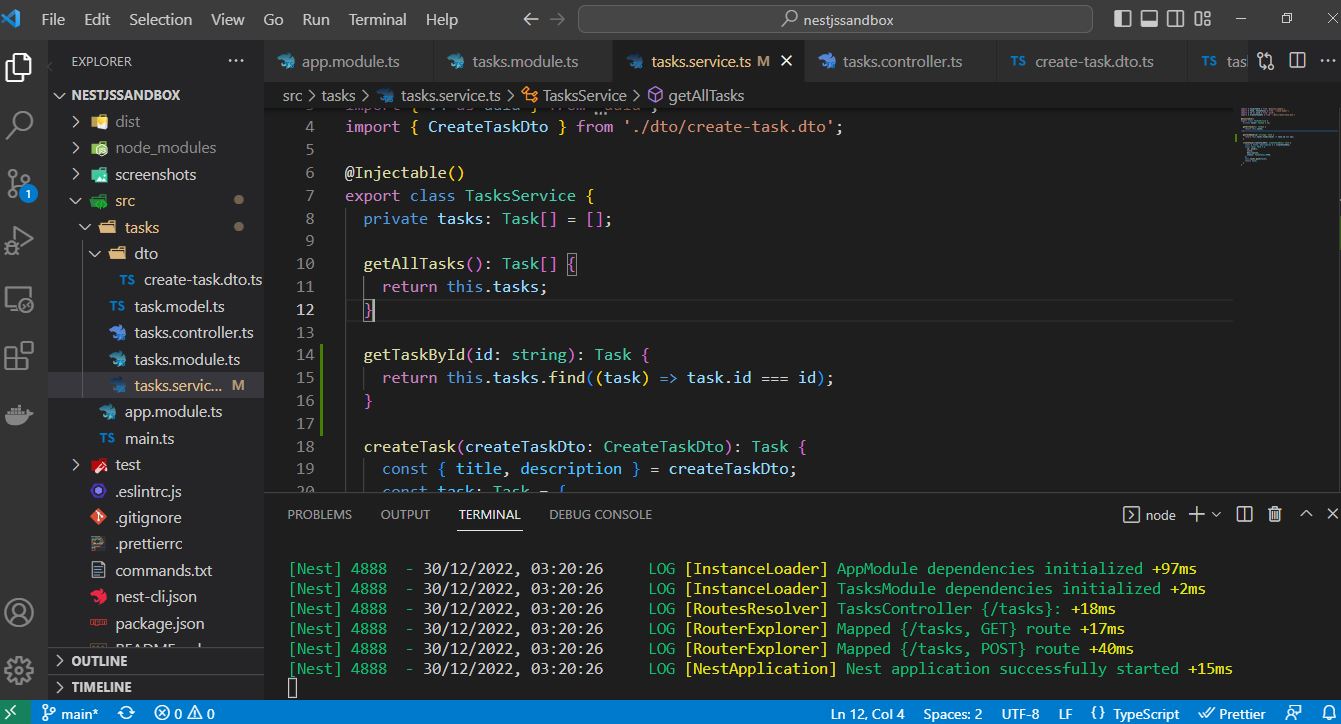 File Edit Selection View Go Run Terminal Help nestjssandbox
EXPLORER
app.module.ts tasks.module.ts tasks.service.ts M tasks.controller.ts TS create-task.dto.ts TS tas
src > tasks > tasks.service.ts > TasksService > getAllTasks
NESTJSSANDBOX
dist
node_modules
screenshots
src
tasks
dto
TS create-task.dto.ts
TS task.model.ts
tasks.controller.ts
tasks.module.ts
tasks.servic... M
app.module.ts
TS main.ts
test
.eslintrc.js
.gitignore
.prettierrc
commands.txt
nest-cli.json
package.json
OUTLINE
TIMELINE
1
4 import { CreateTaskDto } from './dto/create-task.dto';
5
6 @Injectable()
7 export class TasksService {
8 private tasks: Task[] = [];
9
10 getAllTasks(): Task[] {
11 return this.tasks;
12 }
13
14 getTaskById(id: string): Task {
15 return this.tasks.find((task) => task.id === id);
16 }
17
18 createTask(createTaskDto: CreateTaskDto): Task {
19 const { title, description } = createTaskDto;
20 const task: Task = {
PROBLEMS OUTPUT TERMINAL DEBUG CONSOLE node
[Nest] 4888 - 30/12/2022, 03:20:26 LOG [InstanceLoader] AppModule dependencies initialized +97ms
[Nest] 4888 - 30/12/2022, 03:20:26 LOG [InstanceLoader] TasksModule dependencies initialized +2ms
[Nest] 4888 - 30/12/2022, 03:20:26 LOG [RoutesResolver] TasksController {/tasks}: +18ms
[Nest] 4888 - 30/12/2022, 03:20:26 LOG [RouterExplorer] Mapped {/tasks, GET} route +17ms
[Nest] 4888 - 30/12/2022, 03:20:26 LOG [RouterExplorer] Mapped {/tasks, POST} route +40ms
[Nest] 4888 - 30/12/2022, 03:20:26 LOG [NestApplication] Nest application successfully started +15ms
main* 0 0 Ln 12, Col 4 Spaces: 2 UTF-8 LF {} TypeScript Prettier